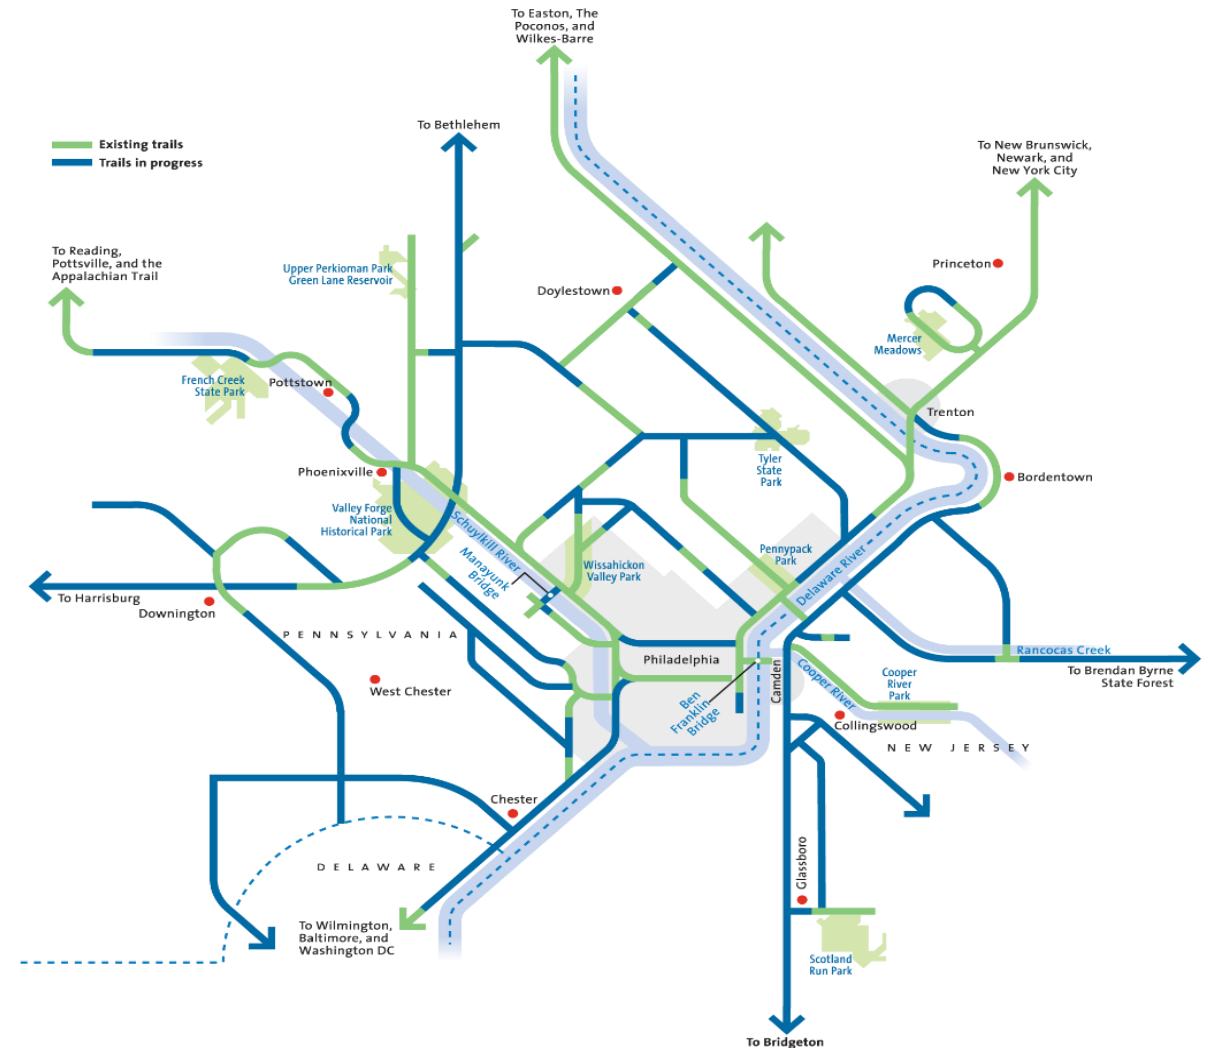 To Easton, The
Poconos, and
Wilkes-Barre
To Bethlehem
Existing trails
Trails in progress
To New Brunswick,
Newark, and
New York City
To Reading,
Pottsville, and the
Appalachian Trail
Upper Perkioman Park
Green Lane Reservoir
Princeton
Doylestown
Mercer
Meadows
French Creek
State Park
Pottstown
Trenton
Tyler
State
Park
Phoenixville
Bordentown
Valley Forge
National
Historical Park
Schuylkill River
Manayunk
Bridge
Wissahickon
Valley Park
Pennypack
Park
Delaware River
To Harrisburg
Downington
PENNSYLVANIA
Philadelphia
Rancocas Creek
To Brendan Byrne
State Forest
West Chester
Ben
Franklin
Bridge
Camden
Cooper River
Cooper
River
Park
Collingswood
NEW JERSEY
Chester
DELAWARE
Glassboro
To Wilmington,
Baltimore, and
Washington DC
Scotland
Run Park
To Bridgeton